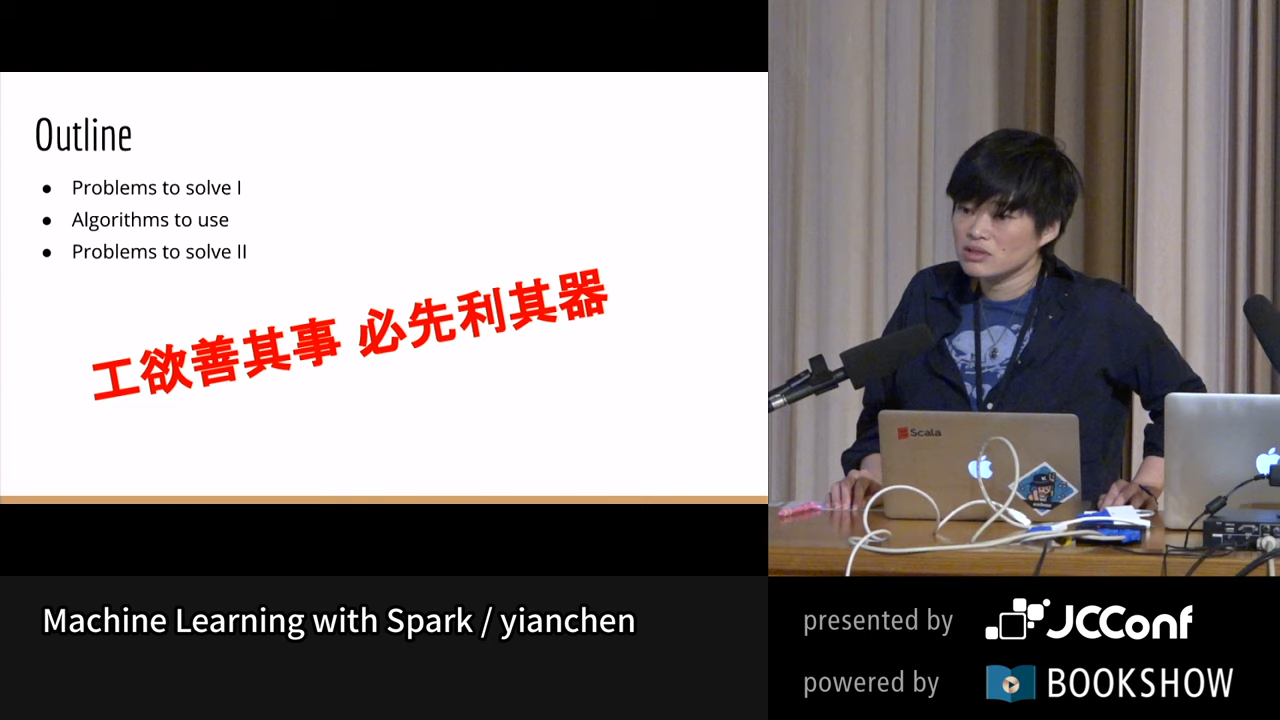 Outline
● Problems to solve I
● Algorithms to use
● Problems to solve II
工欲善其事 必先利其器
Scala
Machine Learning with Spark / yianchen
presented by JCConf
powered by BOOKSHOW